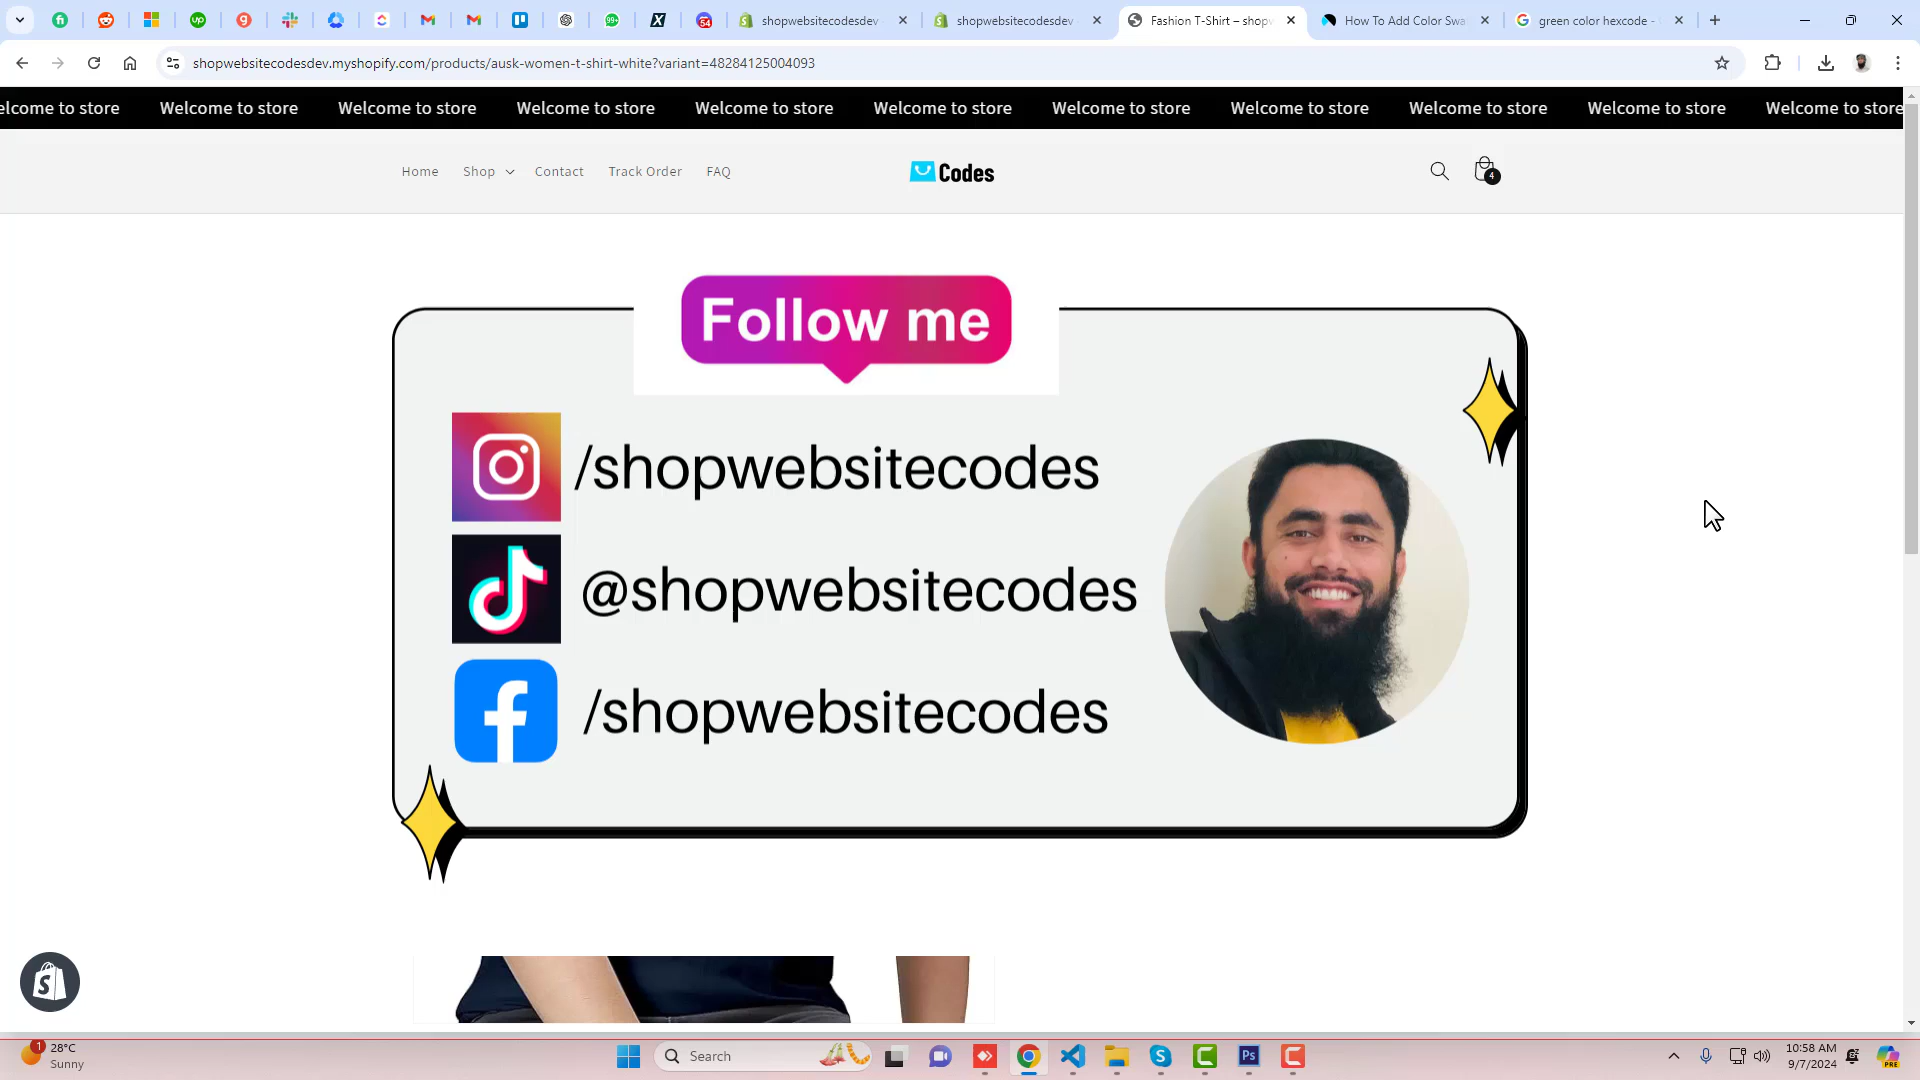 shopwebsitecodesdev
shopwebsitecodesdev
Fashion T-Shirt – shopw
How To Add Color Swa
green color hexcode -
shopwebsitecodesdev.myshopify.com/products/ausk-women-t-shirt-white?variant=48284125004093
elcome to store Welcome to store Welcome to store Welcome to store Welcome to store Welcome to store Welcome to store Welcome to store Welcome to store Welcome to store Welcome to store
Home Shop Contact Track Order FAQ
Codes
4
Follow me
/shopwebsitecodes
@shopwebsitecodes
/shopwebsitecodes
1
28°C
Sunny
Search
10:58 AM
9/7/2024